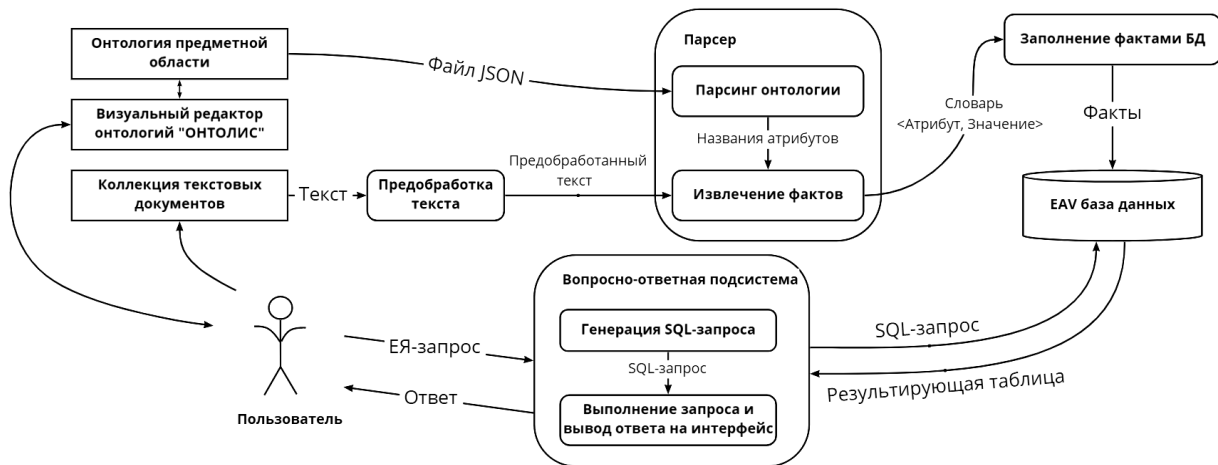 Онтология предметной
области
Файл JSON
Парсер
Заполнение фактами БД
Визуальный редактор
онтологий "ОНТОЛИС"
Парсинг онтологии
Названия атрибутов
Словарь
<Атрибут, Значение>
Факты
Коллекция текстовых
документов
Текст
Предобработка
текста
Предобработанный
текст
Извлечение фактов
EAV база данных
Вопросно-ответная подсистема
Генерация SQL-запроса
SQL-запрос
Выполнение запроса и
вывод ответа на интерфейс
ЕЯ-запрос
Ответ
Пользователь
SQL-запрос
Результирующая таблица